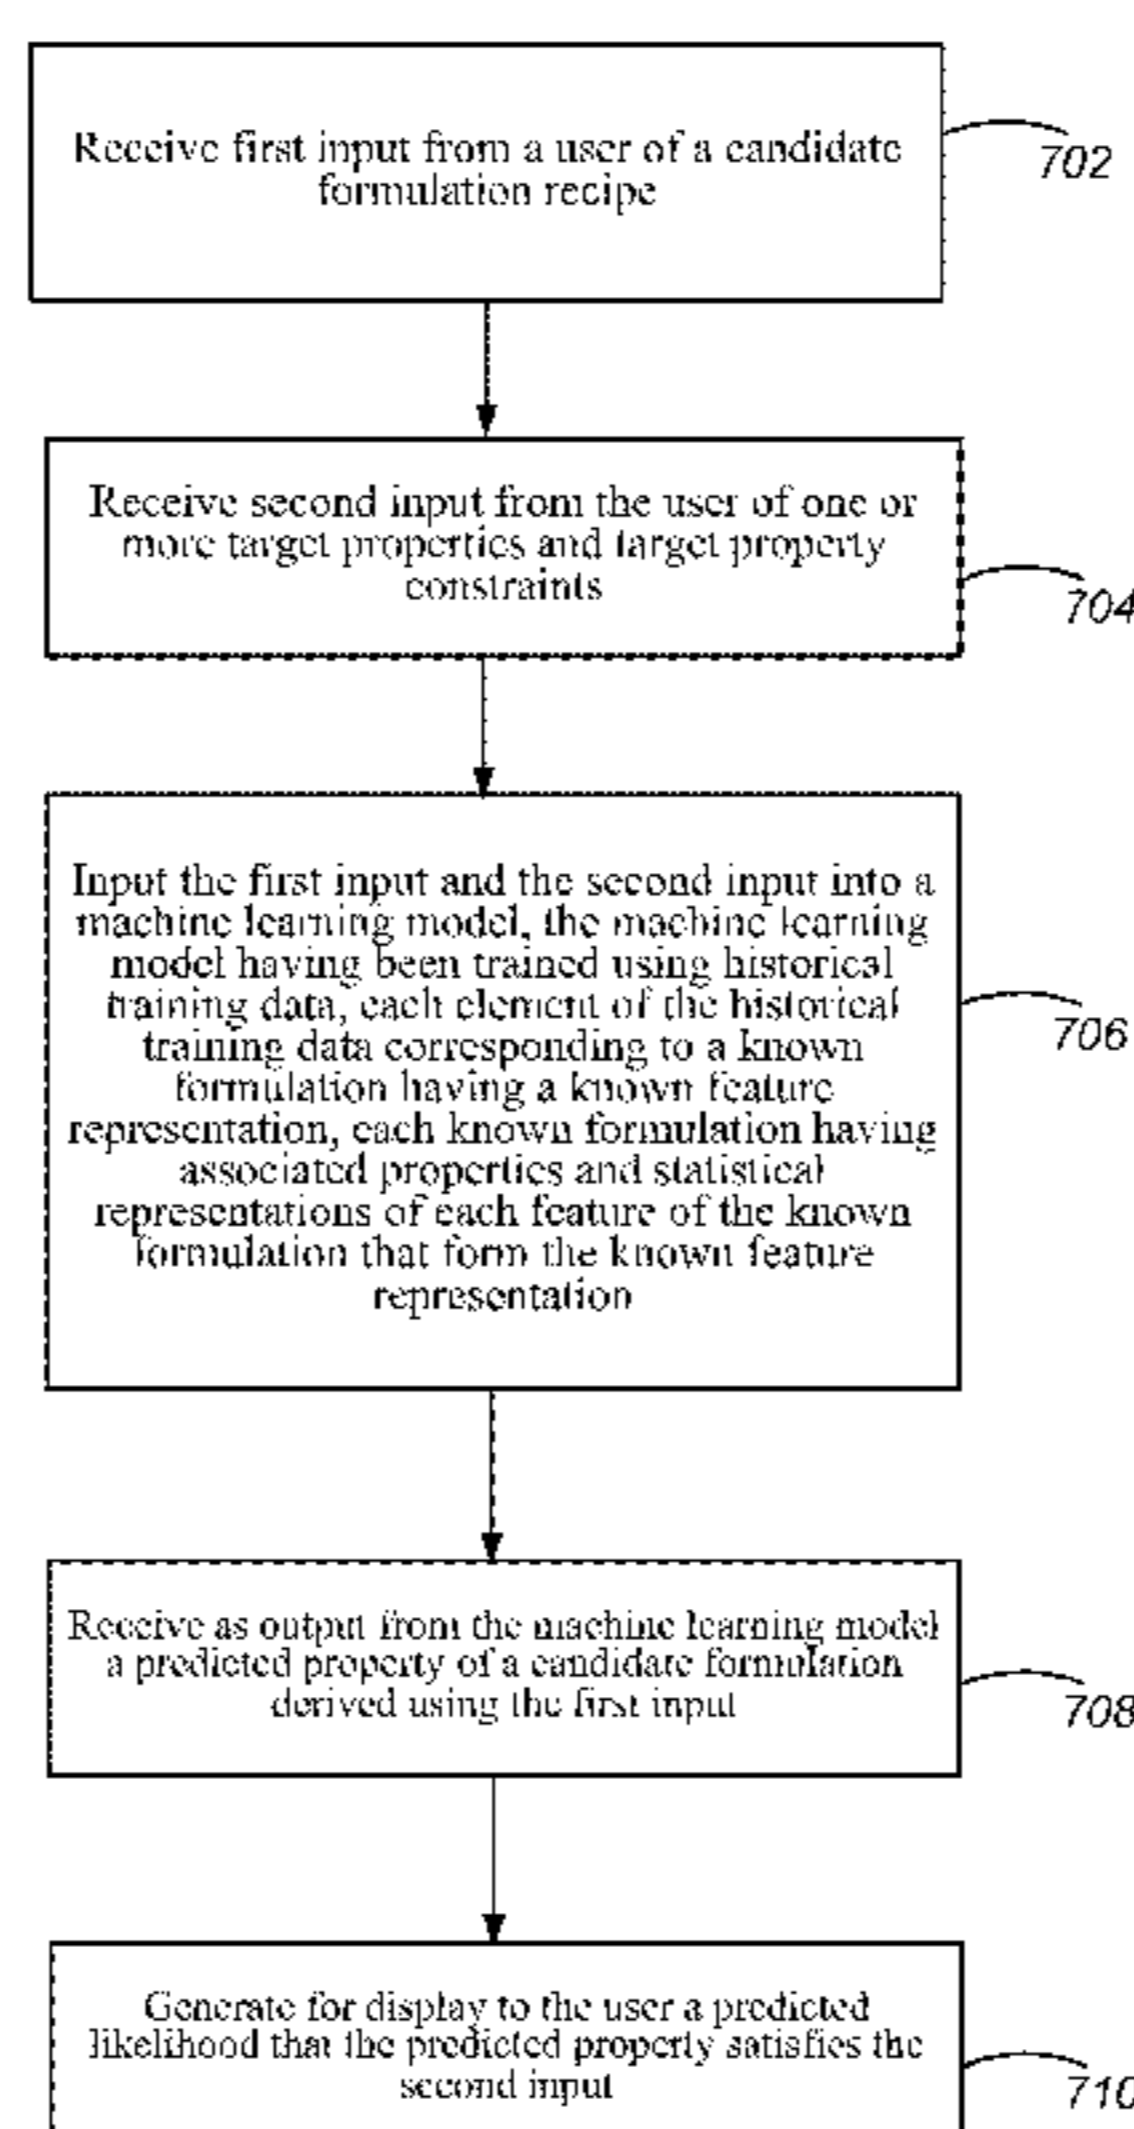 Receive first input from a user of a candidate
formulation recipe
702
Receive second input from the user of one or
more target properties and target property
constraints
704
Input the first input and the second input into a
machine learning model, the machine learning
model having been trained using historical
training data, each element of the historical
training data corresponding to a known
formulation having a known feature
representation, each known formulation having
associated properties and statistical
representations of each feature of the known
formulation that form the known feature
representation
706
Receive as output from the machine learning model
a predicted property of a candidate formulation
derived using the first input
708
Generate for display to the user a predicted
likelihood that the predicted property satisfies the
second input
710